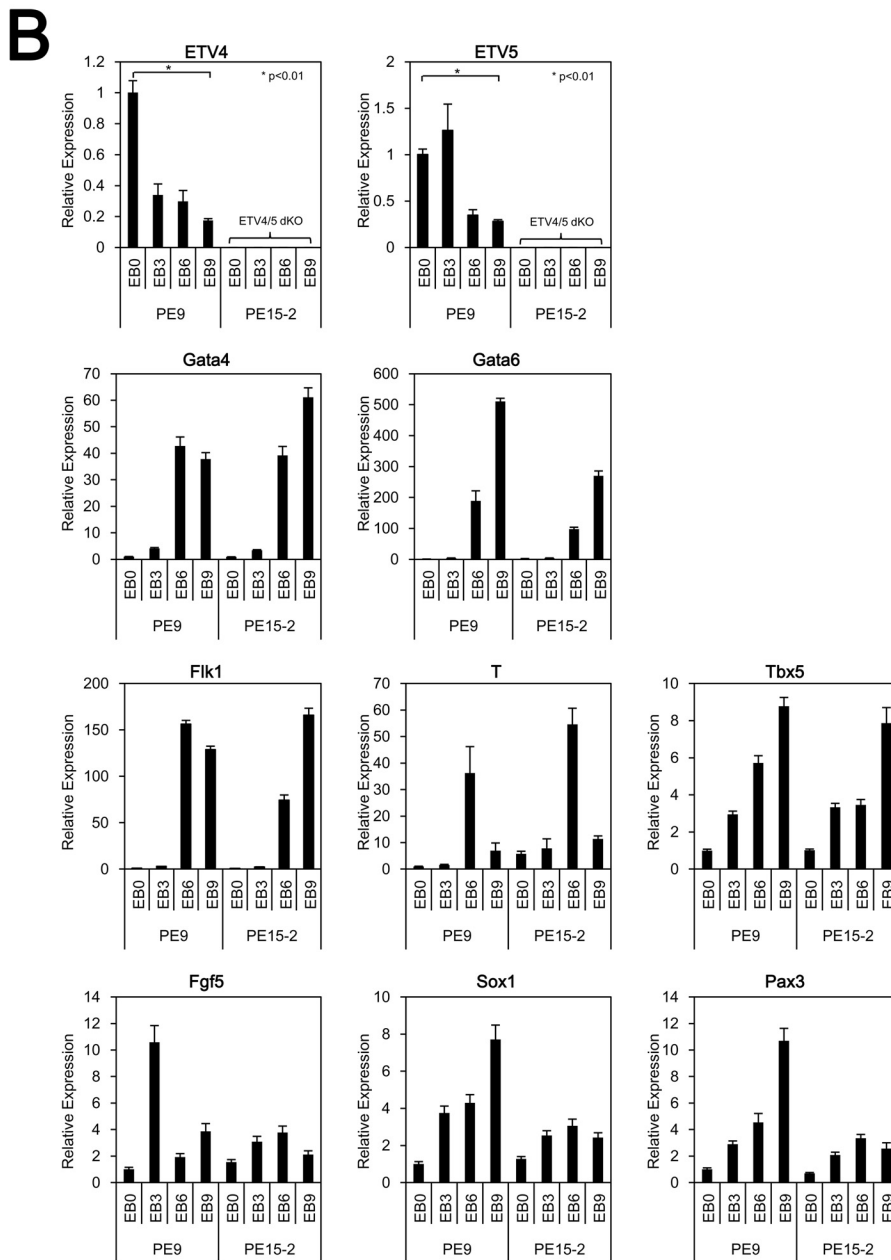 B
ETV4
Relative Expression
1.2
1
0.8
0.6
0.4
0.2
0
*
* p<0.01
ETV4/5 dKO
EB0 EB3 EB6 EB9 EB0 EB3 EB6 EB9
PE9 PE15-2
ETV5
Relative Expression
2
1.5
1
0.5
0
*
* p<0.01
ETV4/5 dKO
EB0 EB3 EB6 EB9 EB0 EB3 EB6 EB9
PE9 PE15-2
Gata4
Relative Expression
70
60
50
40
30
20
10
0
EB0 EB3 EB6 EB9 EB0 EB3 EB6 EB9
PE9 PE15-2
Gata6
Relative Expression
600
500
400
300
200
100
0
EB0 EB3 EB6 EB9 EB0 EB3 EB6 EB9
PE9 PE15-2
Flk1
Relative Expression
200
150
100
50
0
EB0 EB3 EB6 EB9 EB0 EB3 EB6 EB9
PE9 PE15-2
T
Relative Expression
70
60
50
40
30
20
10
0
EB0 EB3 EB6 EB9 EB0 EB3 EB6 EB9
PE9 PE15-2
Tbx5
Relative Expression
10
8
6
4
2
0
EB0 EB3 EB6 EB9 EB0 EB3 EB6 EB9
PE9 PE15-2
Fgf5
Relative Expression
14
12
10
8
6
4
2
0
EB0 EB3 EB6 EB9 EB0 EB3 EB6 EB9
PE9 PE15-2
Sox1
Relative Expression
10
8
6
4
2
0
EB0 EB3 EB6 EB9 EB0 EB3 EB6 EB9
PE9 PE15-2
Pax3
Relative Expression
14
12
10
8
6
4
2
0
EB0 EB3 EB6 EB9 EB0 EB3 EB6 EB9
PE9 PE15-2